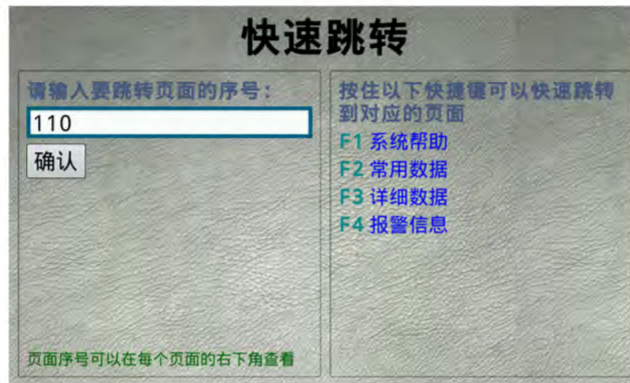 快速跳转
请输入要跳转页面的序号：
110
确认
页面序号可以在每个页面的右下角查看
按住以下快捷键可以快速跳转
到对应的页面
F1 系统帮助
F2 常用数据
F3 详细数据
F4 报警信息